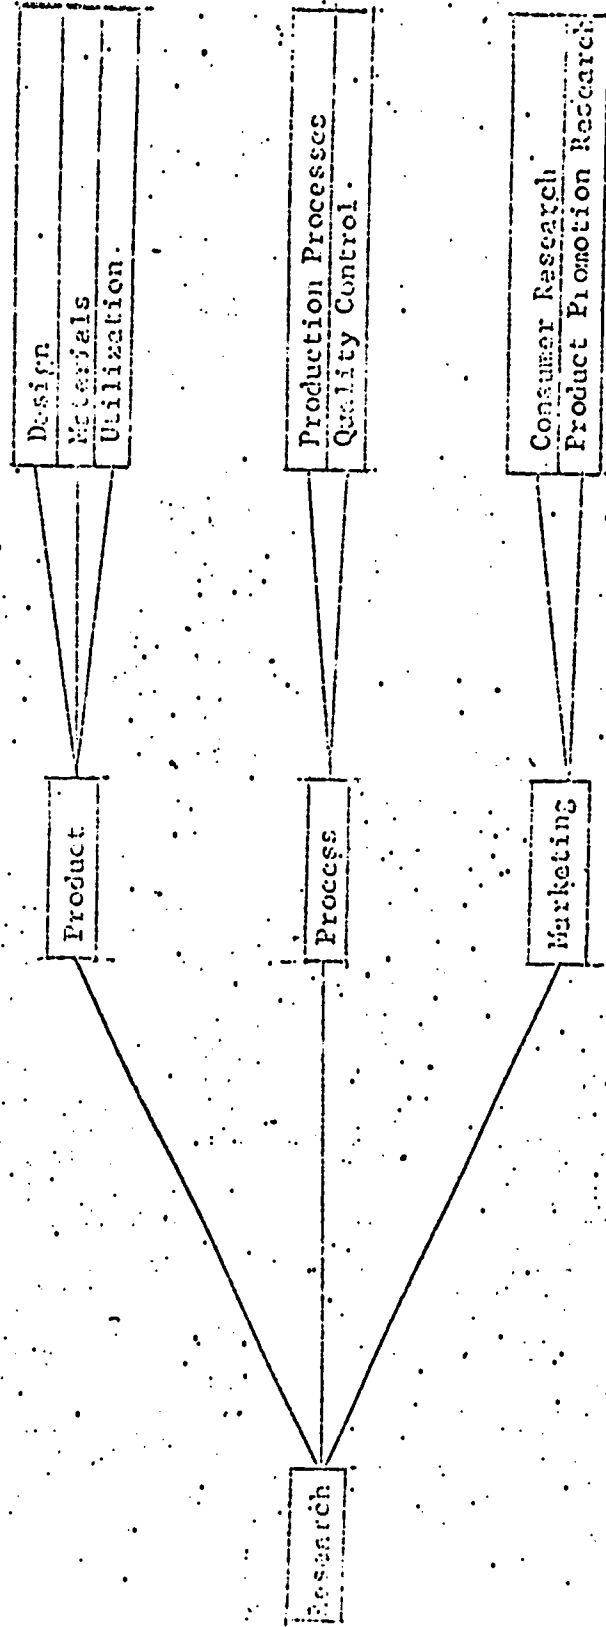 Research
Product
Design
Materials
Utilization.
Process
Production Processes
Quality Control.
Marketing
Consumer Research
Product Promotion Research